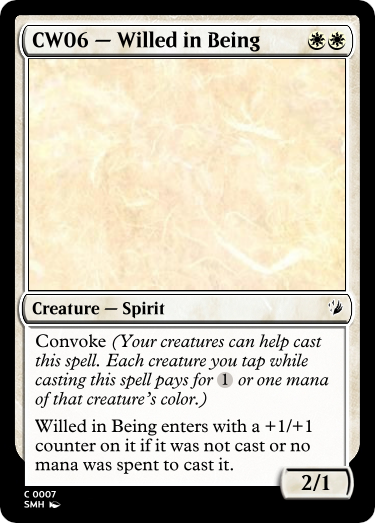 CW06 — Willed in Being
Creature — Spirit
Convoke (Your creatures can help cast
this spell. Each creature you tap while
casting this spell pays for 1 or one mana
of that creature's color.)
Willed in Being enters with a +1/+1
counter on it if it was not cast or no
mana was spent to cast it.
2/1
C 0007
SMH